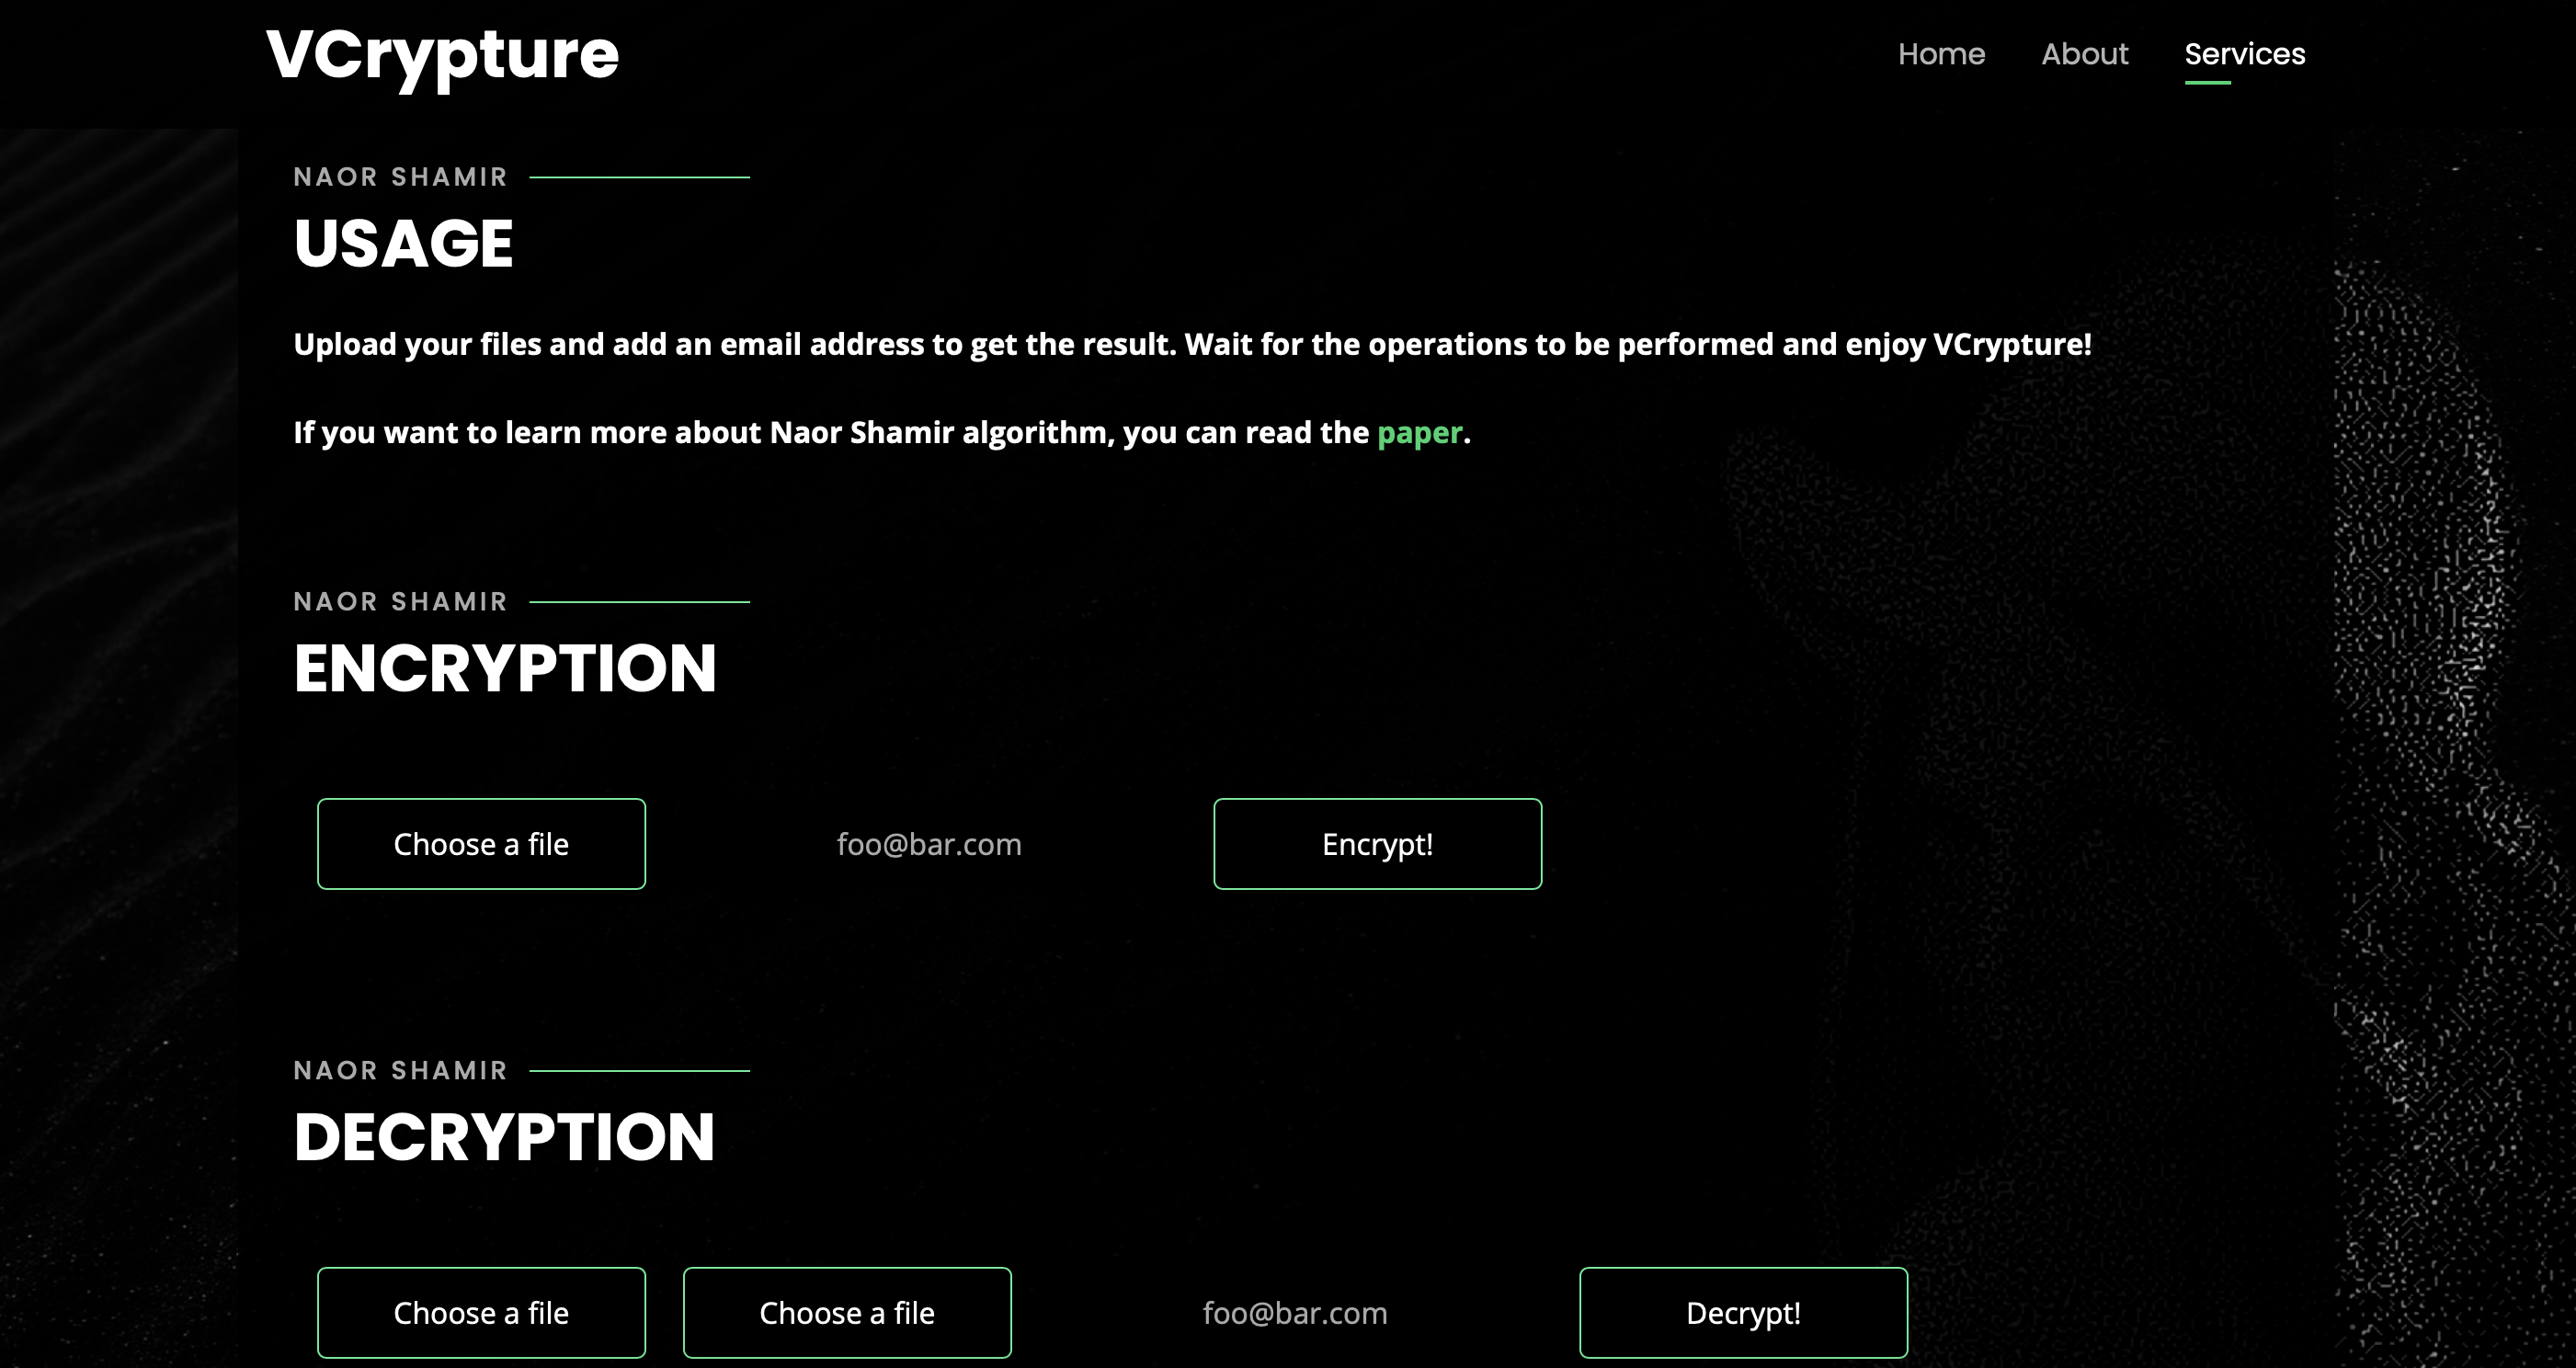 VCrypture
Home About Services
NAOR SHAMIR
USAGE
Upload your files and add an email address to get the result. Wait for the operations to be performed and enjoy VCrypture!
If you want to learn more about Naor Shamir algorithm, you can read the paper.
NAOR SHAMIR
ENCRYPTION
Choose a file foo@bar.com Encrypt!
NAOR SHAMIR
DECRYPTION
Choose a file Choose a file foo@bar.com Decrypt!